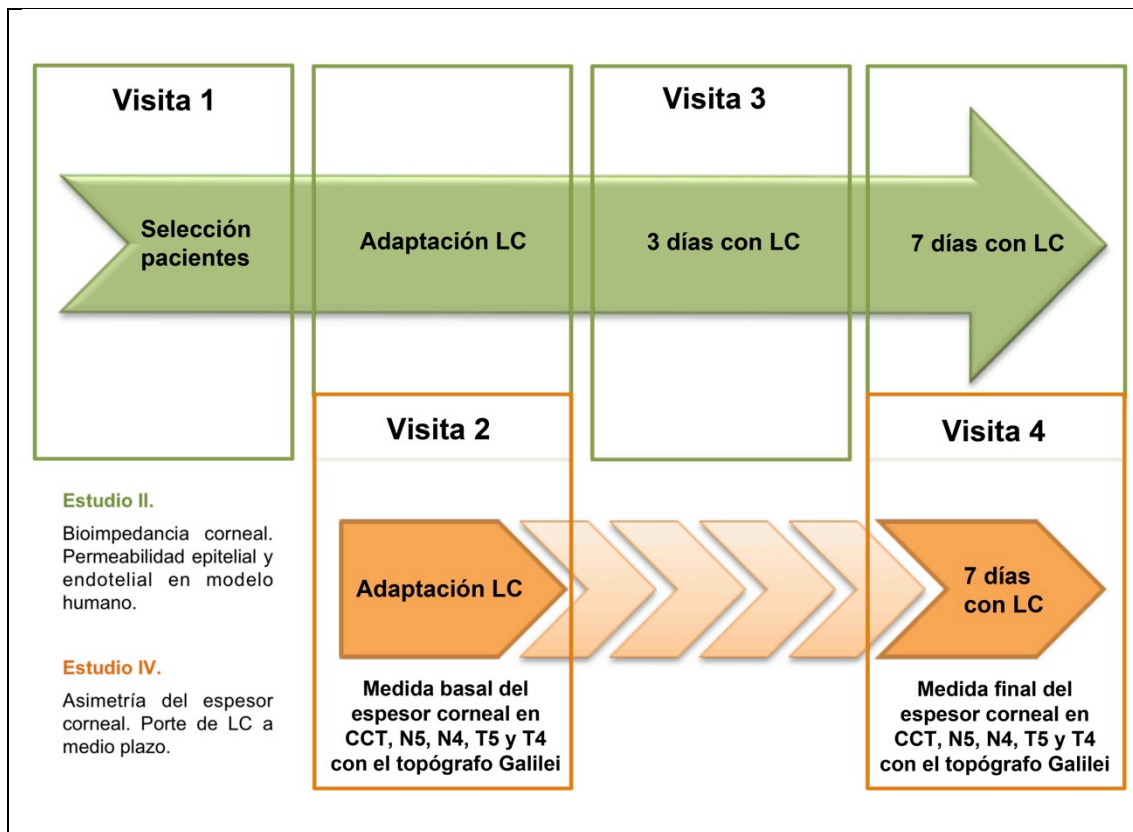 Visita 1
Visita 3
Selección
pacientes
Adaptación LC
3 días con LC
7 días con LC
Visita 2
Visita 4
Estudio II.
Bioimpedancia corneal.
Permeabilidad epitelial y
endotelial en modelo
humano.
Estudio IV.
Asimetría del espesor
corneal. Porte de LC a
medio plazo.
Adaptación LC
7 días
con LC
Medida basal del
espesor corneal en
CCT, N5, N4, T5 y T4
con el topógrafo Galilei
Medida final del
espesor corneal en
CCT, N5, N4, T5 y T4
con el topógrafo Galilei